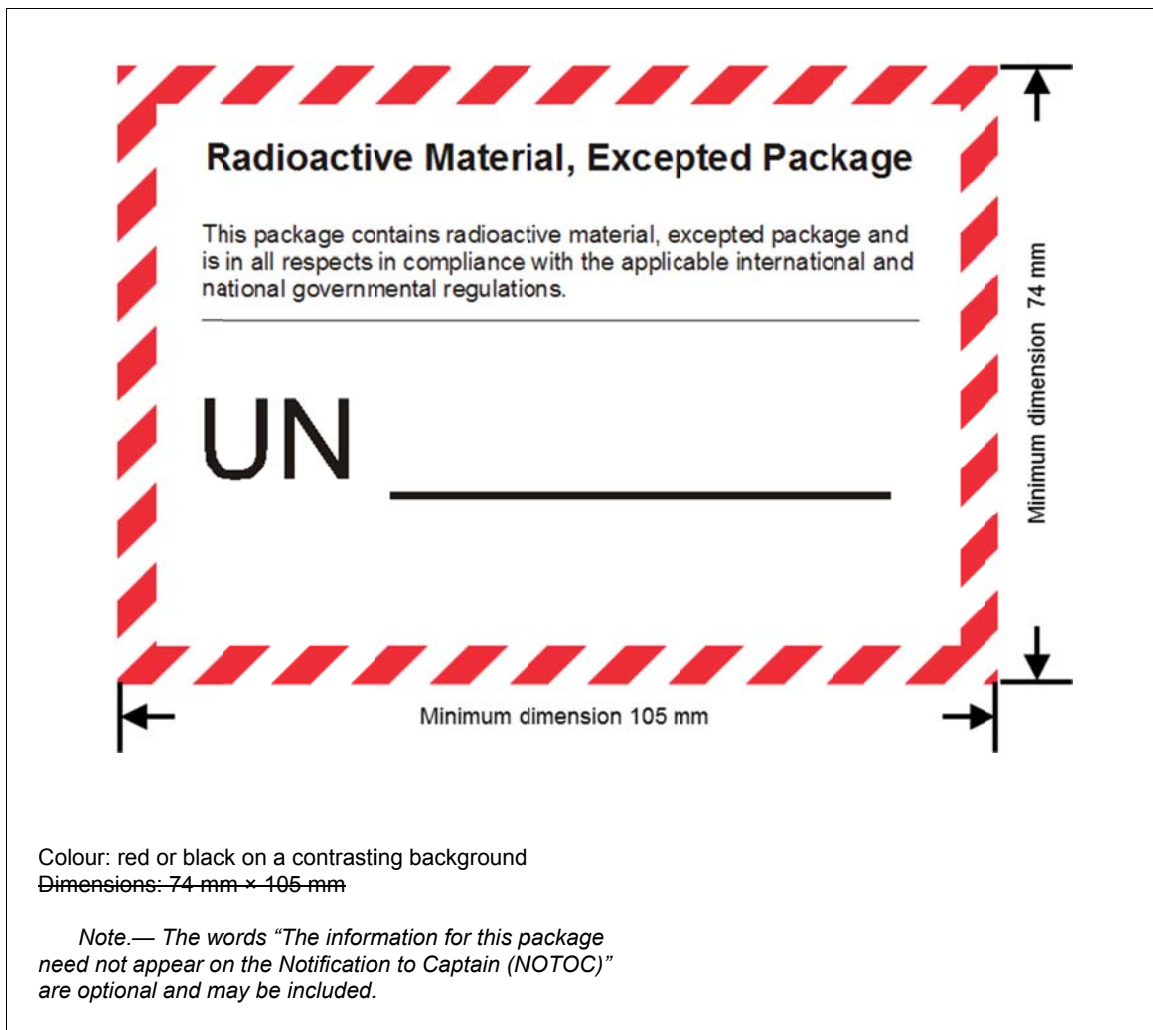 Radioactive Material, Excepted Package
This package contains radioactive material, excepted package and
is in all respects in compliance with the applicable international and
national governmental regulations.
UN
Minimum dimension 74 mm
Minimum dimension 105 mm
Colour: red or black on a contrasting background
Dimensions: 74 mm × 105 mm
Note.— The words “The information for this package
need not appear on the Notification to Captain (NOTOC)”
are optional and may be included.